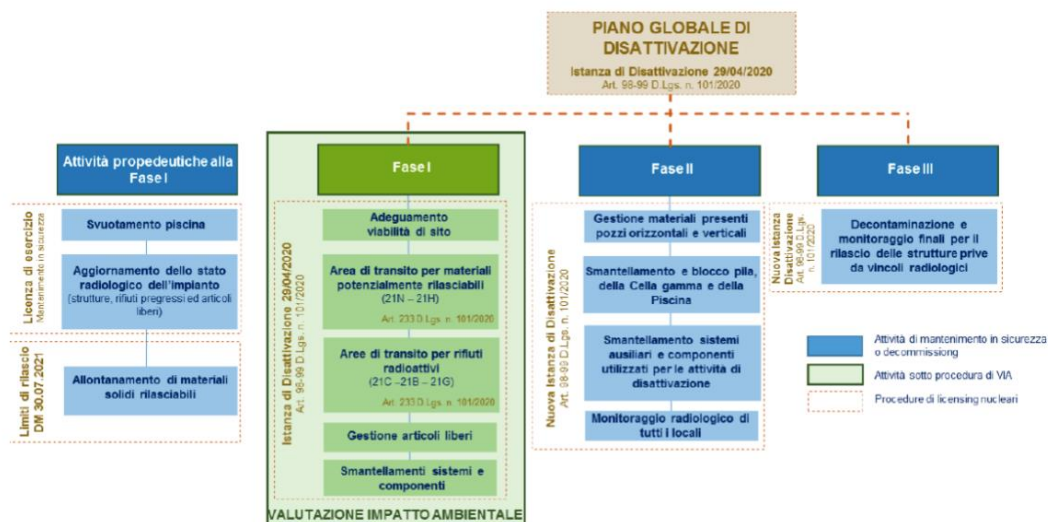 PIANO GLOBALE DI
DISATTIVAZIONE
Istanza di Disattivazione 29/04/2020
Art. 98-99 D.Lgs. n. 101/2020
Attività propedeutiche alla
Fase I
Licenza di esercizio
Mantenimento in sicurezza
Svuotamento piscina
Aggiornamento dello stato
radiologico dell'impianto
(strutture, rifiuti pregressi ed articoli
liberi)
Limiti di rilascio
DM 30.07.2021
Allontanamento di materiali
solidi rilasciabili
Fase I
Istanza di Disattivazione 29/04/2020
Art. 98-99 D.Lgs. n. 101/2020
Adeguamento
viabilità di sito
Area di transito per materiali
potenzialmente rilasciabili
(21N – 21H)
Art. 233 D.Lgs. n. 101/2020
Aree di transito per rifiuti
radioattivi
(21C –21B – 21G)
Art. 233 D.Lgs. n. 101/2020
Gestione articoli liberi
Smantellamenti sistemi e
componenti
VALUTAZIONE IMPATTO AMBIENTALE
Fase II
Nuova Istanza di Disattivazione
Art. 98-99 D.Lgs. n. 101/2020
Gestione materiali presenti
pozzi orizzontali e verticali
Smantellamento e blocco pila,
della Cella gamma e della
Piscina
Smantellamento sistemi
ausiliari e componenti
utilizzati per le attività di
disattivazione
Monitoraggio radiologico di
tutti i locali
Fase III
Nuova Istanza
Disattivazione
Art. 98-99 D.Lgs.
n. 101/2020
Decontaminazione e
monitoraggio finali per il
rilascio delle strutture prive
da vincoli radiologici
Attività di mantenimento in sicurezza
o decommissiong
Attività sotto procedura di VIA
Procedure di licensing nucleari